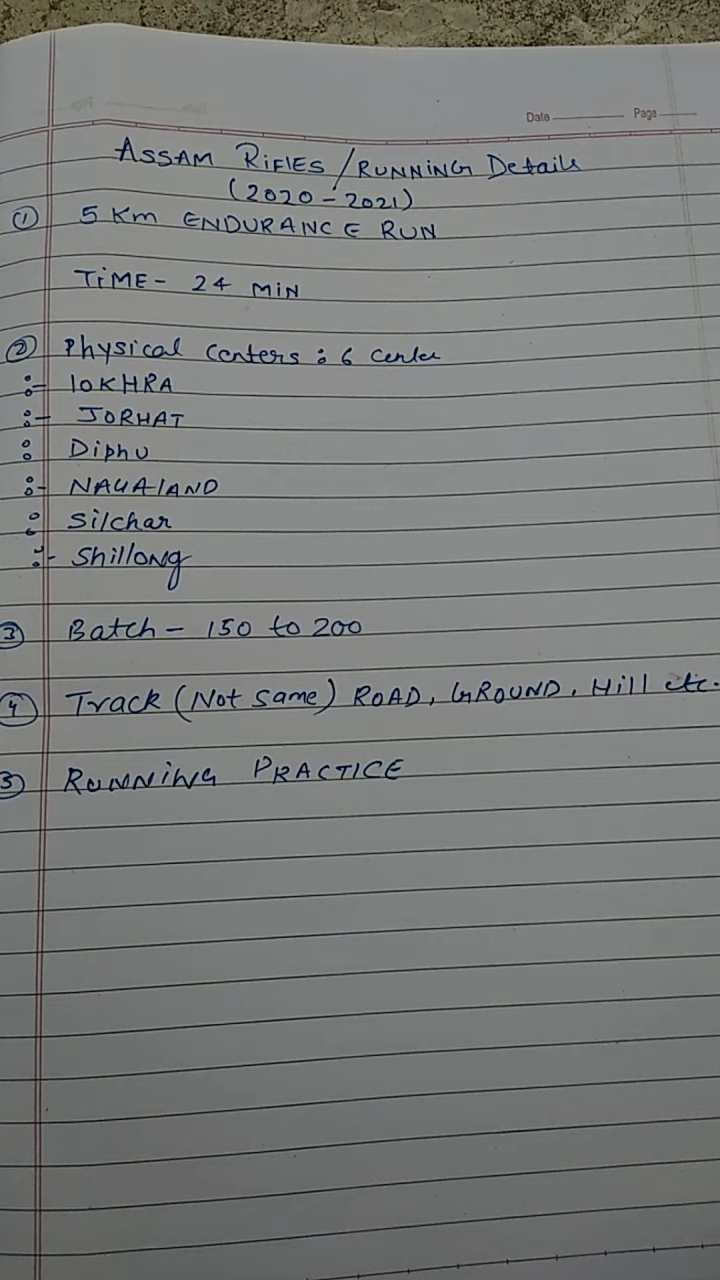 Date Page
ASSAM RIFIES / RUNNING Details
(2020-2021)
① 5 Km ENDURANCE RUN
TiME- 24 MiN
② Physical Centers : 6 Center
:- lOKHRA
:- JORHAT
: Diphu
:- NAGAlAND
: Silchar
:- Shillong
③ Batch - 150 to 200
④ Track (Not same) ROAD, GROUND, Hill etc.
⑤ RUNNiNG PRACTICE